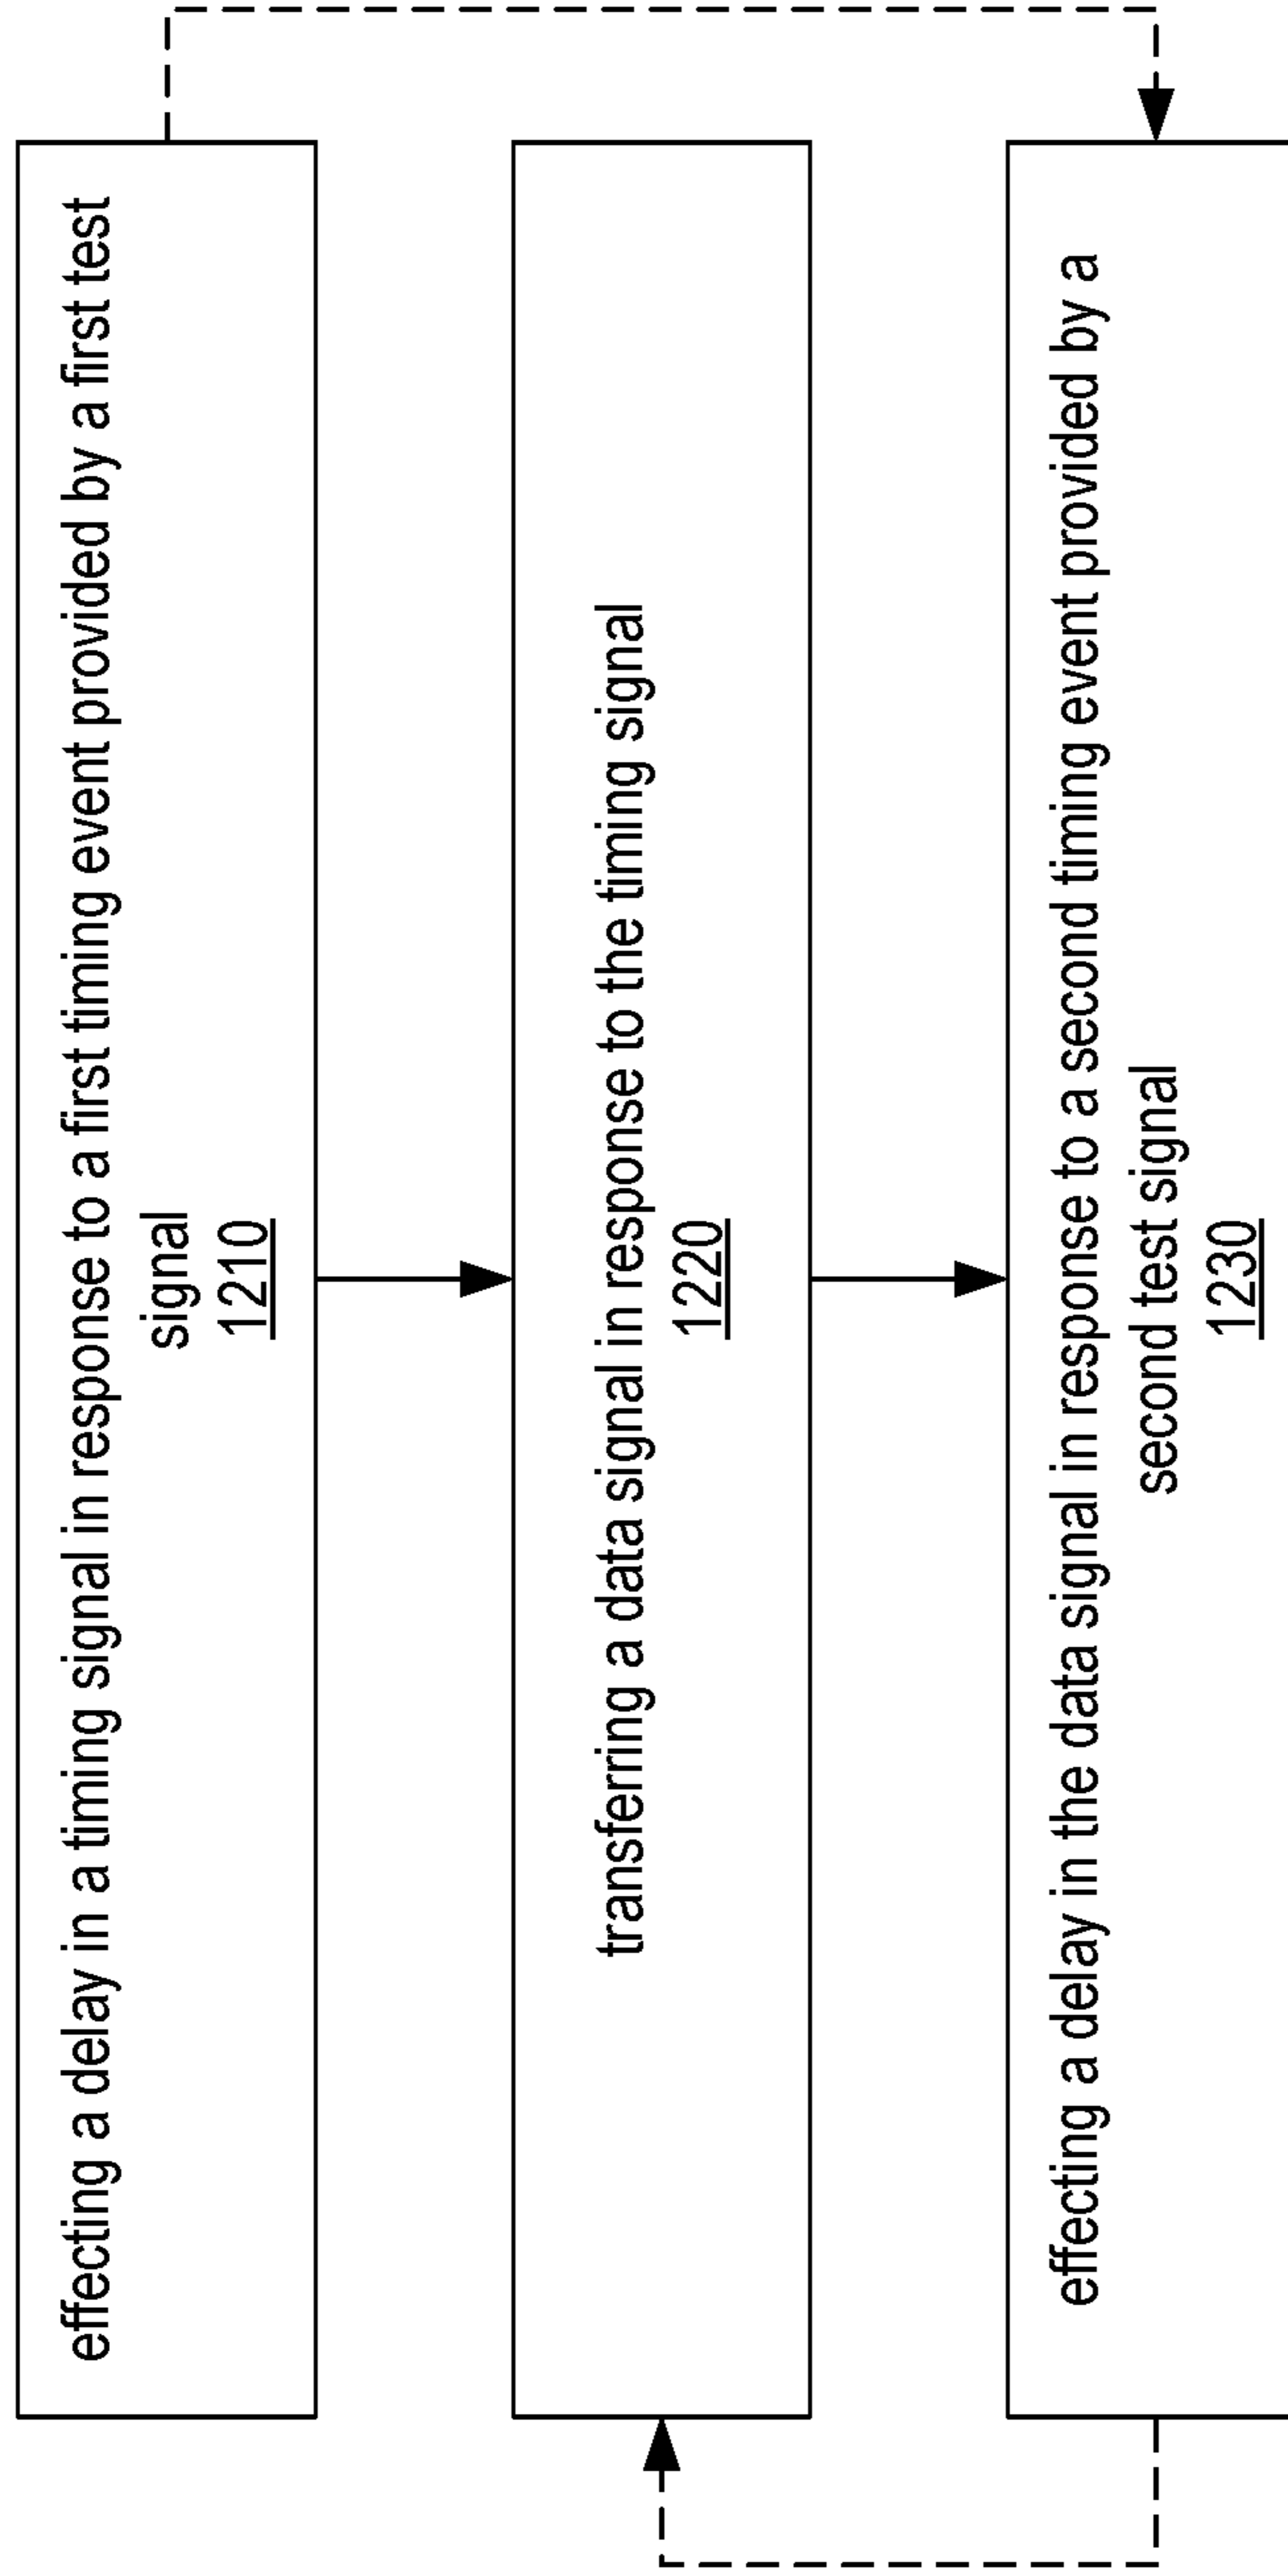 effecting a delay in a timing signal in response to a first timing event provided by a first test
signal
1210
transferring a data signal in response to the timing signal
1220
effecting a delay in the data signal in response to a second timing event provided by a
second test signal
1230